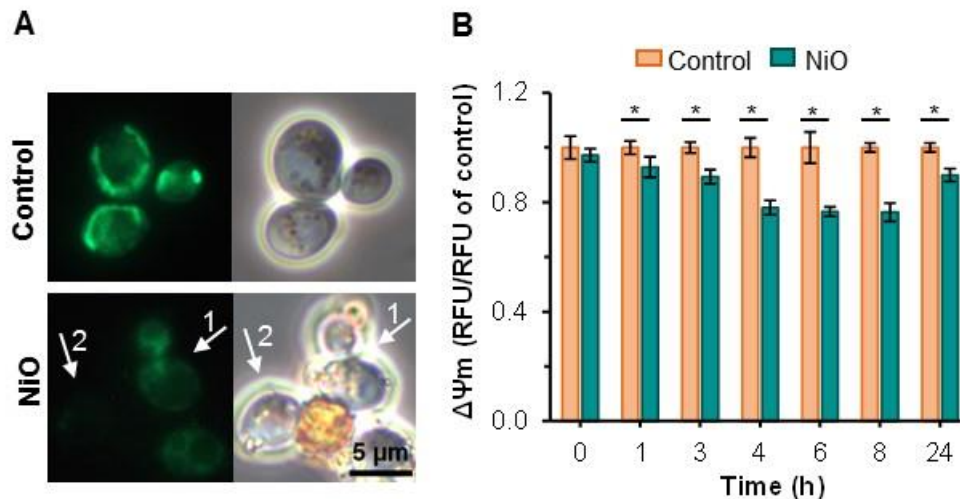 A
Control
NiO
2
1
2
1
5 µm
B
Control NiO
ΔΨm (RFU/RFU of control)
1.2
0.8
0.4
0.0
* * * * * *
0 1 3 4 6 8 24
Time (h)